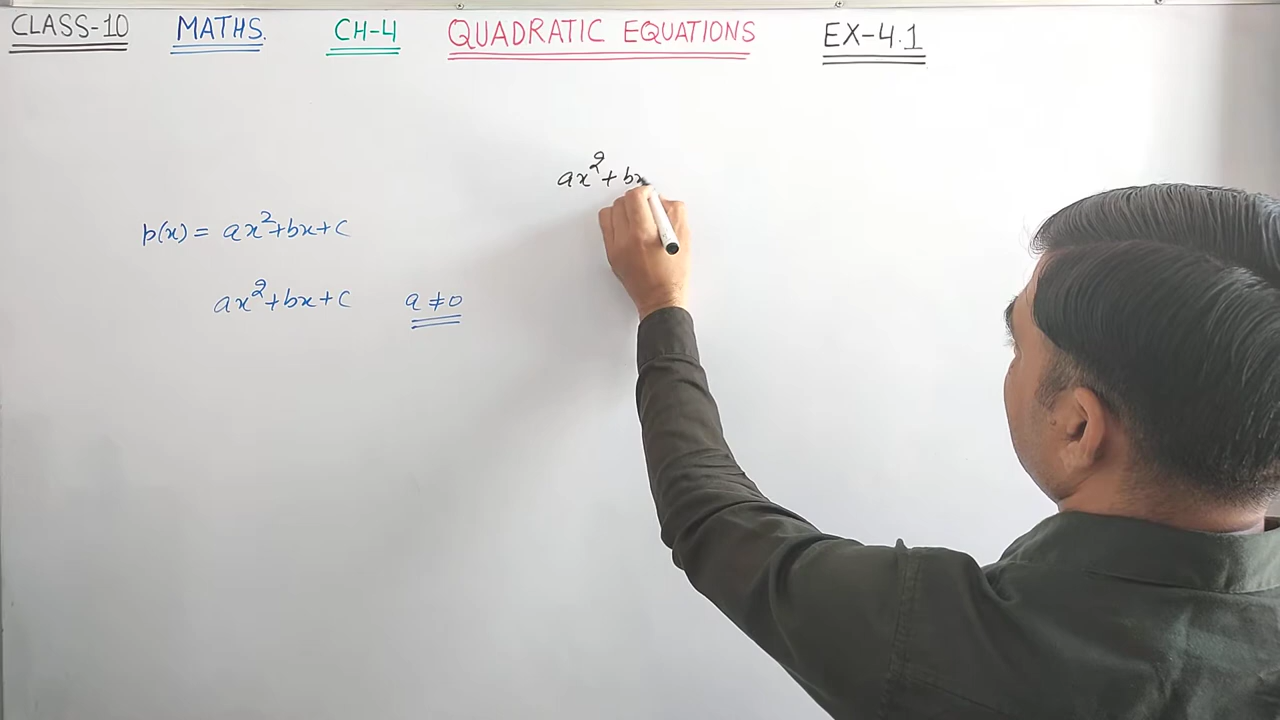 CLASS-10 MATHS. CH-4 QUADRATIC EQUATIONS EX-4.1
ax²+bx
p(x) = ax²+bx+c
ax²+bx+c a≠0